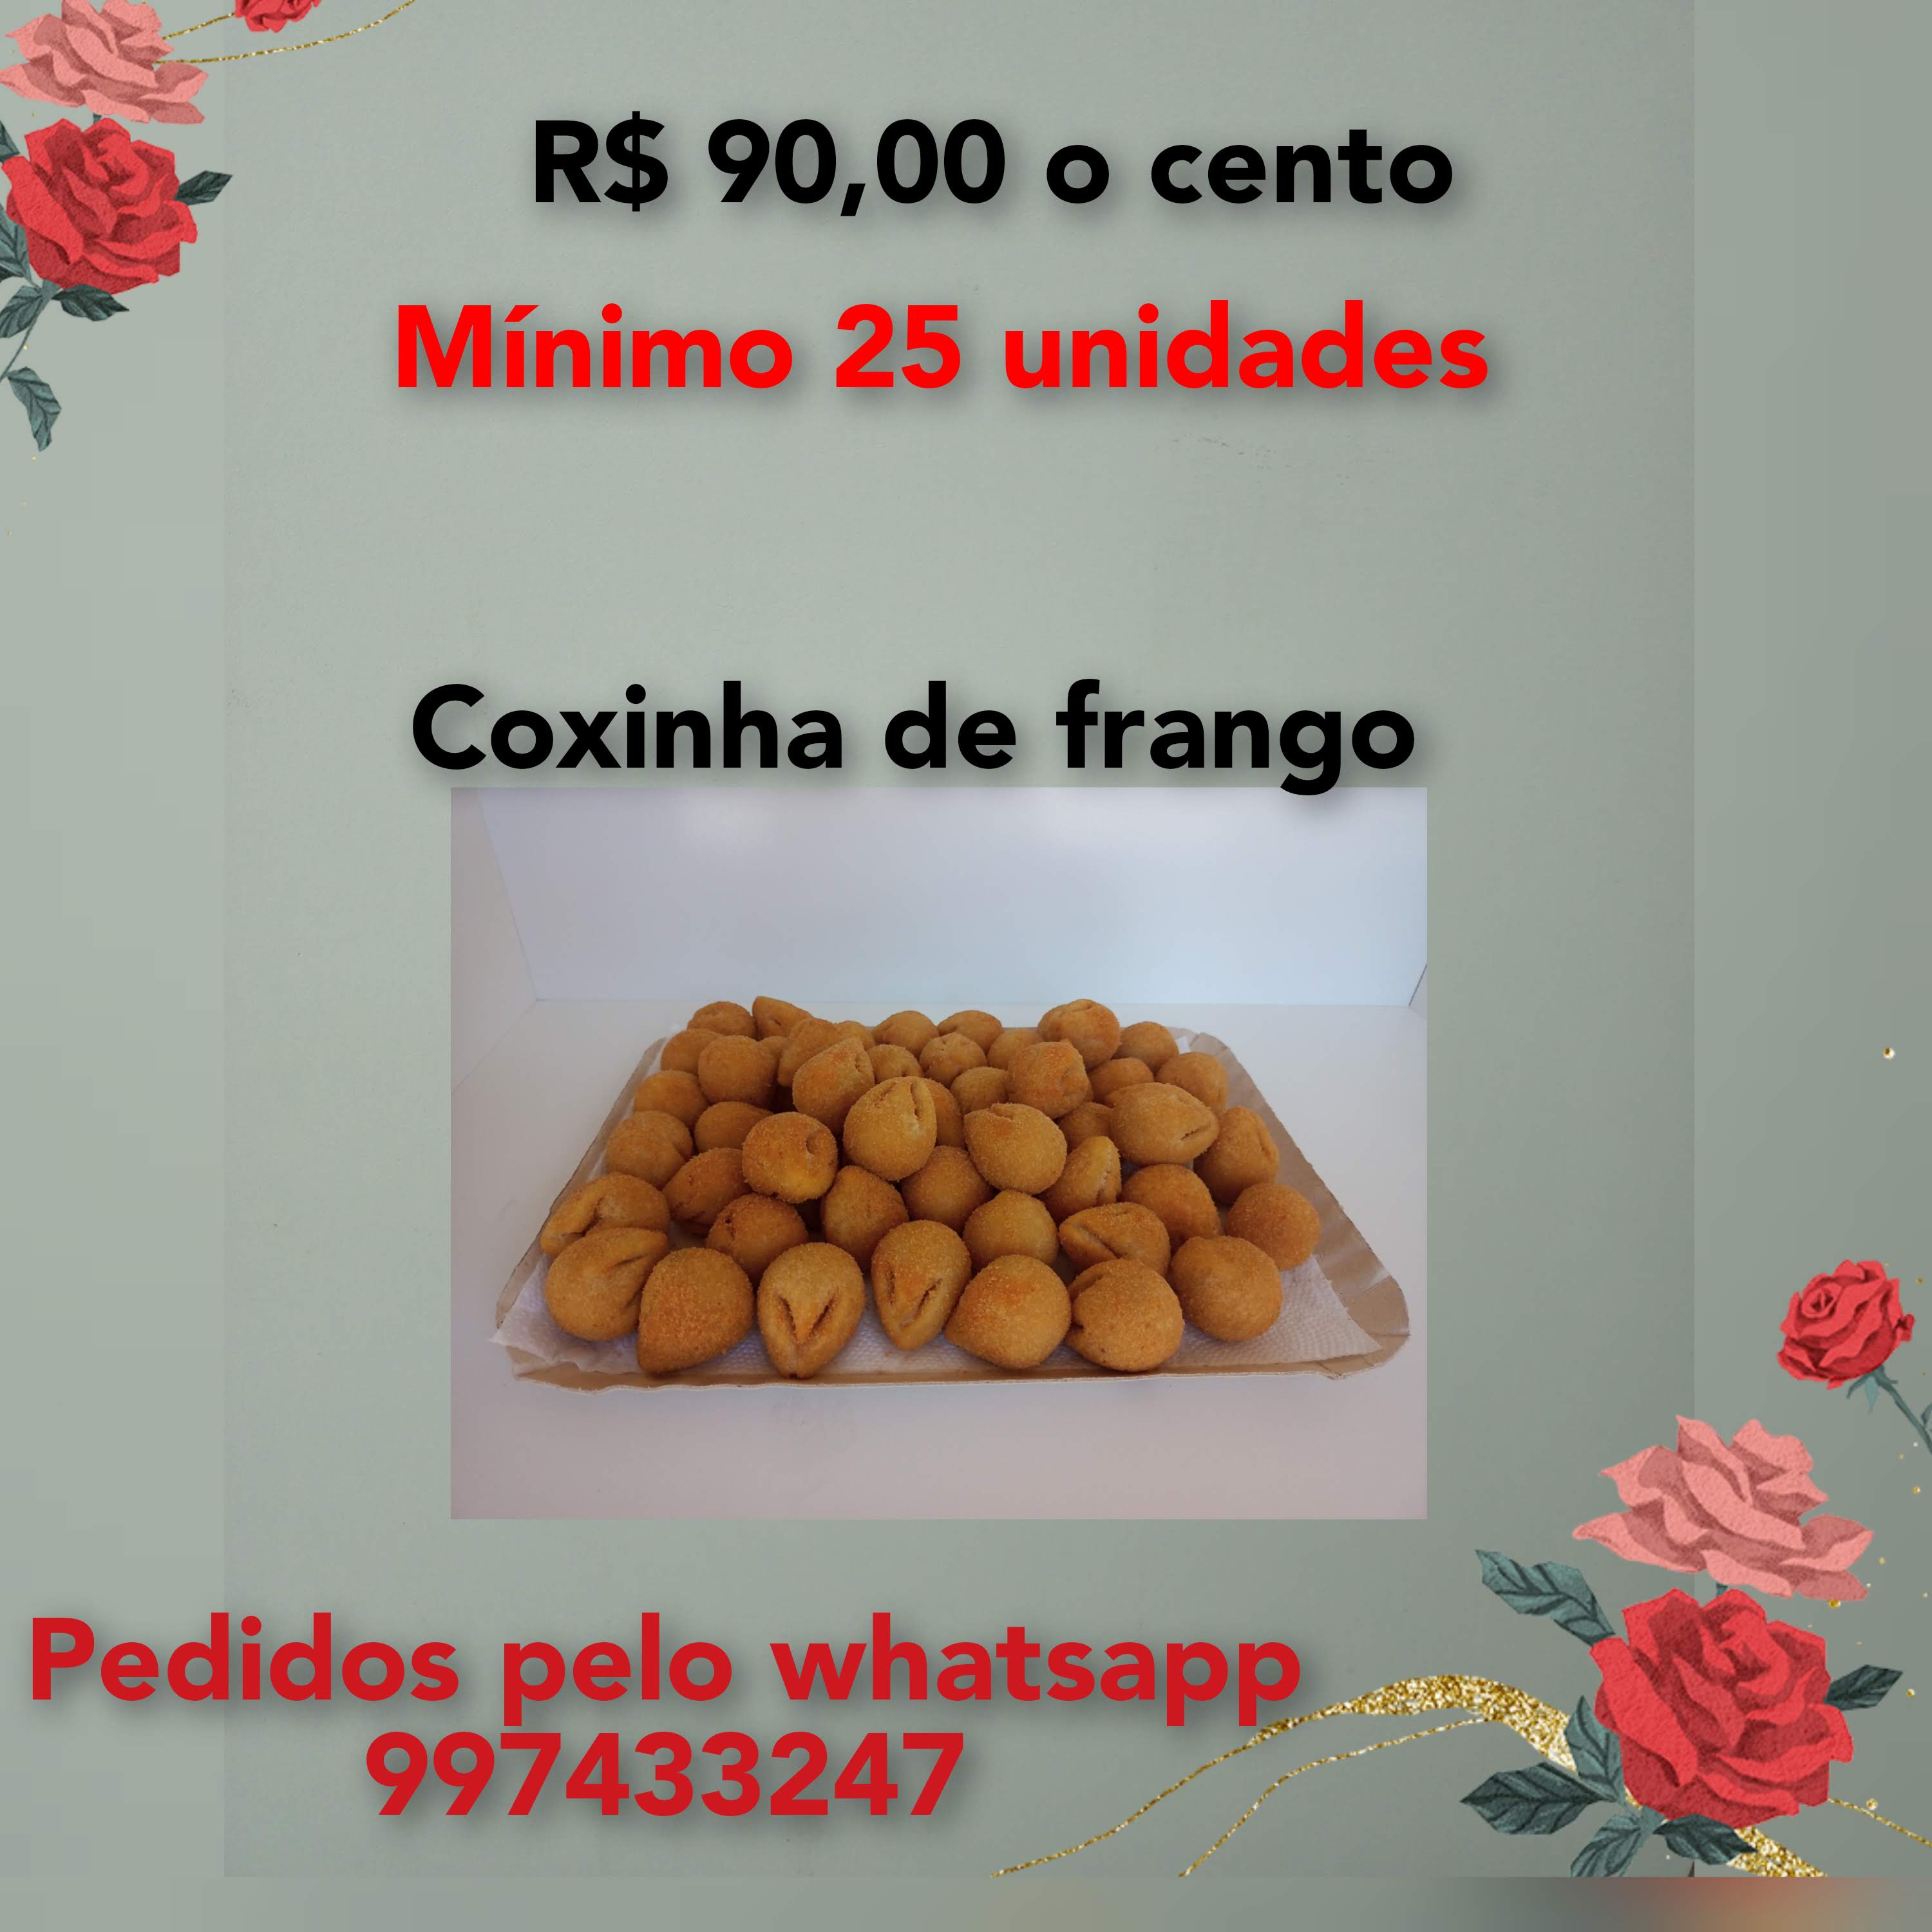 R$ 90,00 o cento
Mínimo 25 unidades
Coxinha de frango
Pedidos pelo whatsapp
997433247